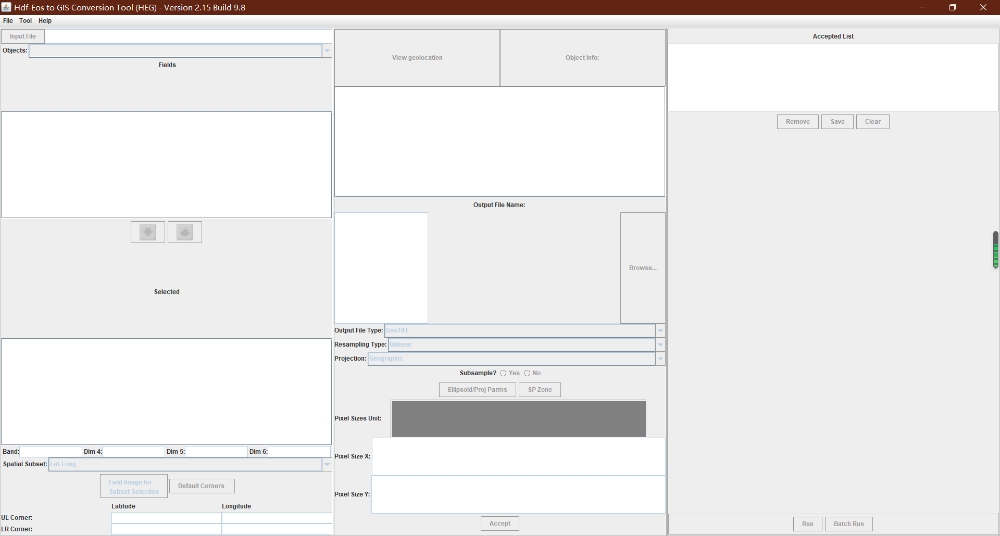 Hdf-Eos to GIS Conversion Tool (HEG) - Version 2.15 Build 9.8
File Tool Help
Input File
Objects:
Fields
Selected
Band: Dim 4: Dim 5: Dim 6:
Spatial Subset: Lat-Long
Field Image for
Subset Selection
Default Corners
Latitude Longitude
UL Corner:
LR Corner:
View geolocation
Object Info:
Output File Name:
Browse...
Output File Type: GeoTIFF
Resampling Type: Bilinear
Projection: Geographic
Subsample? Yes No
Ellipsoid/Proj Parms SP Zone
Pixel Sizes Unit:
Pixel Size X:
Pixel Size Y:
Accept
Accepted List
Remove Save Clear
Run Batch Run